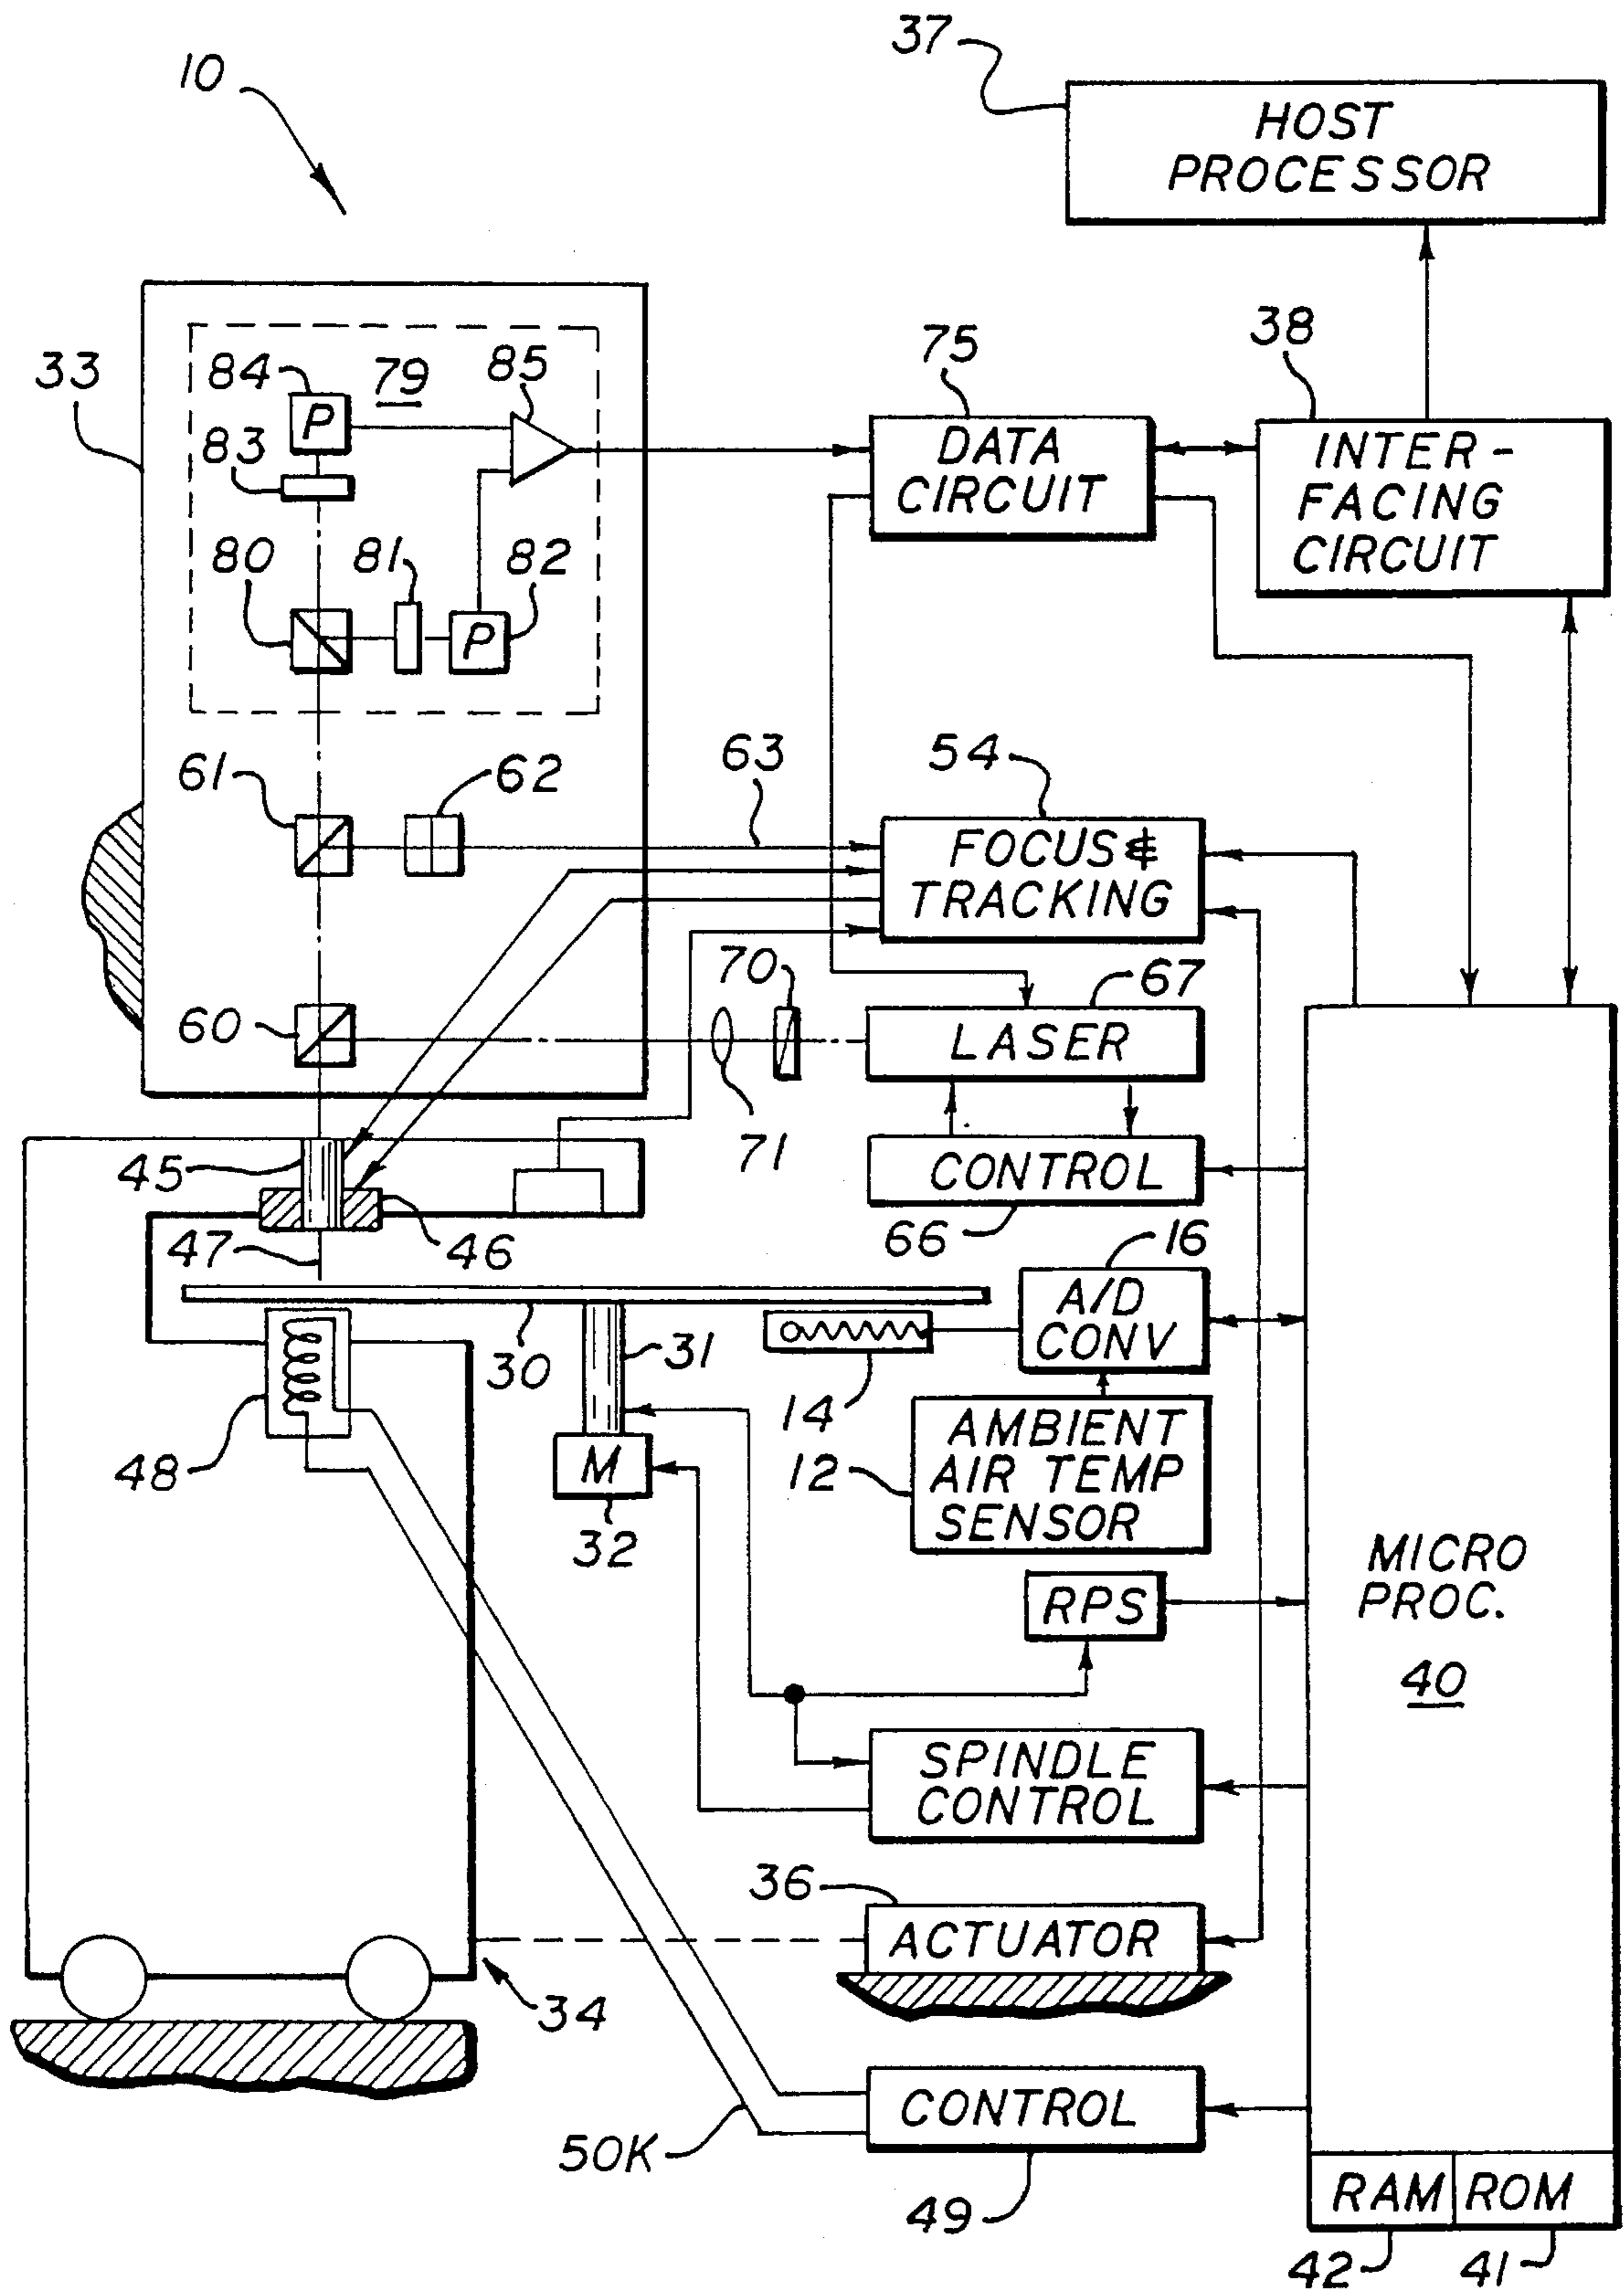 37
10
HOST
PROCESSOR
33
84
79
85
75
38
P
83
DATA
CIRCUIT
INTER-
FACING
CIRCUIT
80
81
82
P
61
62
63
54
FOCUS &
TRACKING
60
70
67
LASER
71
45
CONTROL
66
46
47
16
A/D
CONV
30
31
14
48
M
32
12
AMBIENT
AIR TEMP
SENSOR
MICRO
PROC.
40
RPS
SPINDLE
CONTROL
36
ACTUATOR
34
CONTROL
50K
49
RAM
ROM
42
41